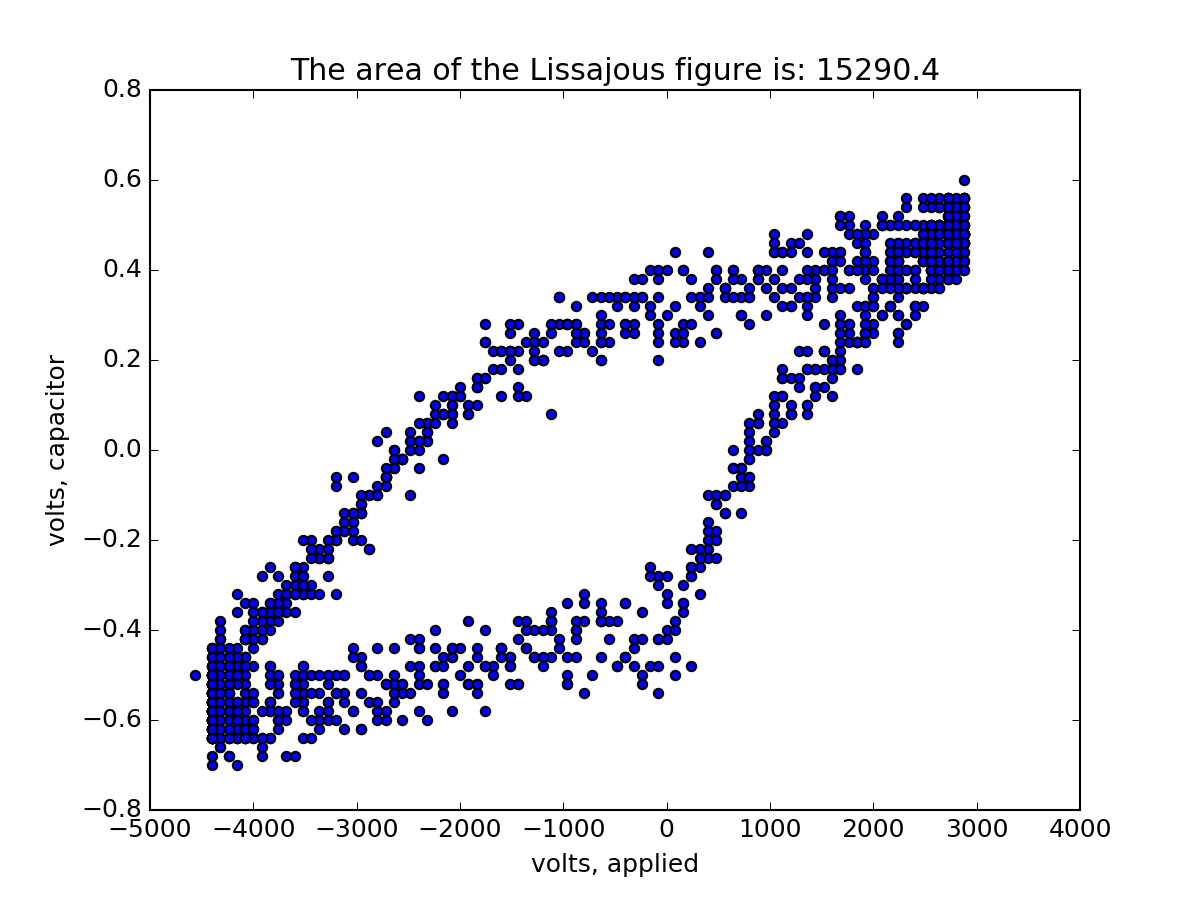 The area of the Lissajous figure is: 15290.4
0.8
0.6
0.4
0.2
0.0
−0.2
−0.4
−0.6
−0.8
volts, capacitor
−5000 −4000 −3000 −2000 −1000 0 1000 2000 3000 4000
volts, applied